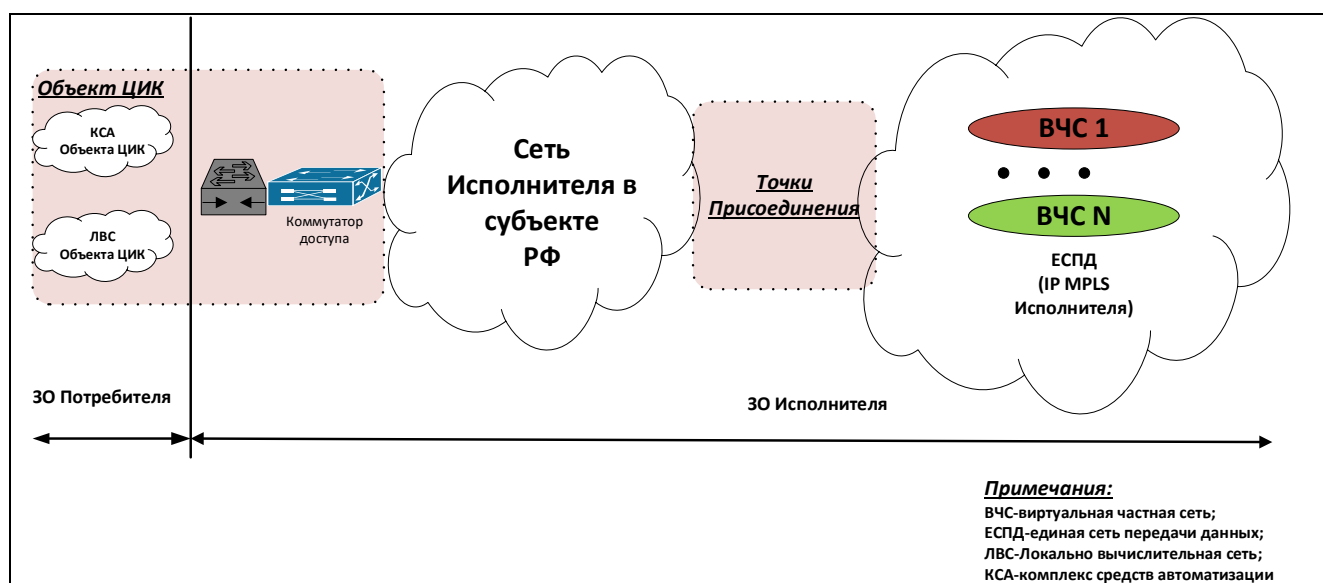 Объект ЦИК
КСА
Объекта ЦИК
ЛВС
Объекта ЦИК
Коммутатор
доступа
Сеть
Исполнителя в
субъекте
РФ
Точки
Присоединения
ВЧС 1
ВЧС N
ЕСПД
(IP MPLS
Исполнителя)
ЗО Потребителя
ЗО Исполнителя
Примечания:
ВЧС-виртуальная частная сеть;
ЕСПД-единая сеть передачи данных;
ЛВС-Локально вычислительная сеть;
КСА-комплекс средств автоматизации